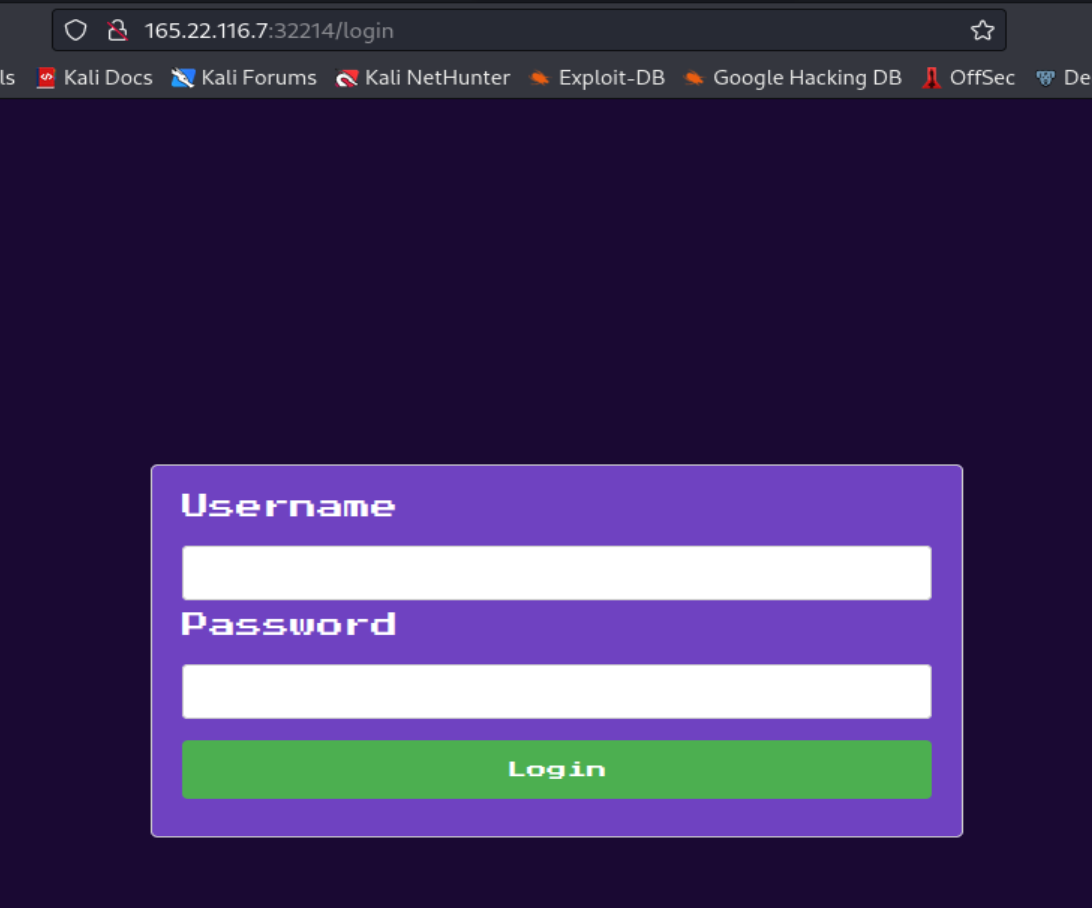 165.22.116.7:32214/login
ls Kali Docs Kali Forums Kali NetHunter Exploit-DB Google Hacking DB OffSec De
Username
Password
Login